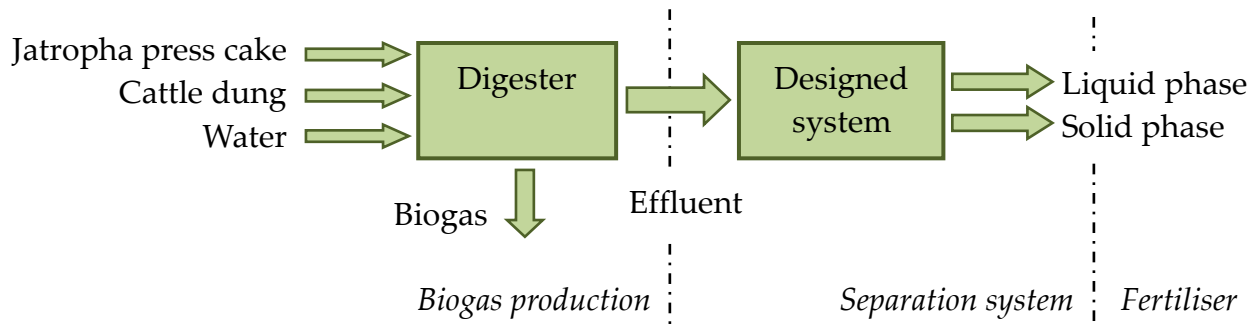 Jatropha press cake
Cattle dung
Water
Digester
Biogas
Effluent
Designed
system
Liquid phase
Solid phase
Biogas production
Separation system
Fertiliser